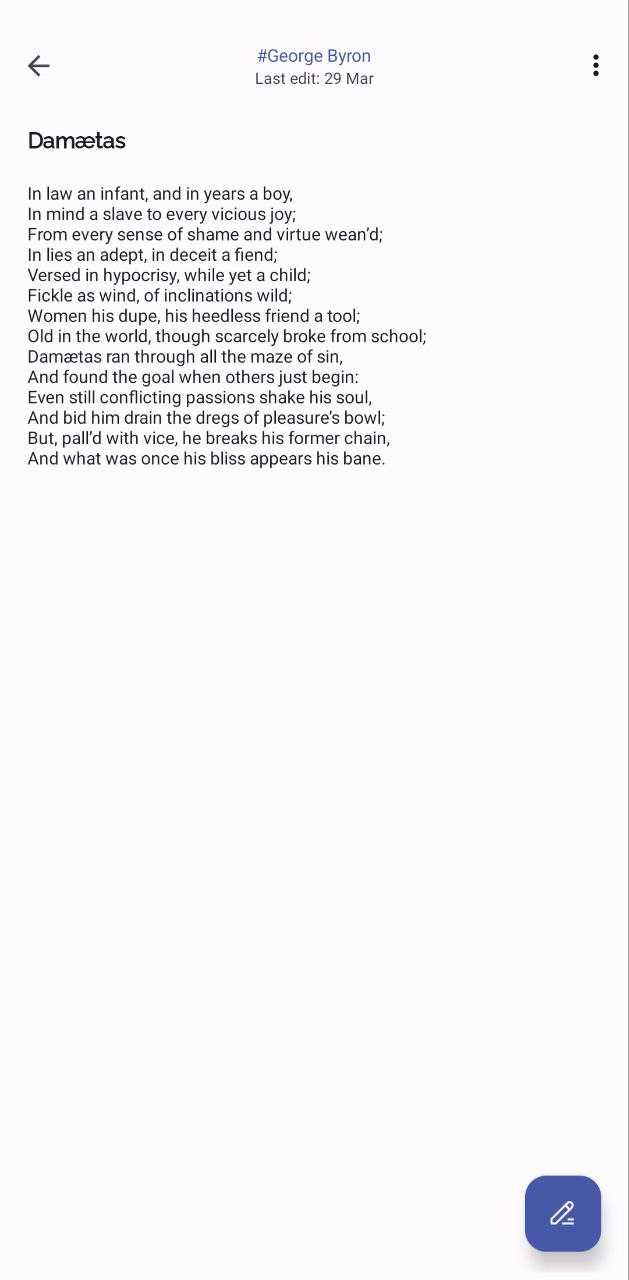 #George Byron
Last edit: 29 Mar
Damætas
In law an infant, and in years a boy,
In mind a slave to every vicious joy;
From every sense of shame and virtue wean’d;
In lies an adept, in deceit a fiend;
Versed in hypocrisy, while yet a child;
Fickle as wind, of inclinations wild;
Women his dupe, his heedless friend a tool;
Old in the world, though scarcely broke from school;
Damætas ran through all the maze of sin,
And found the goal when others just begin:
Even still conflicting passions shake his soul,
And bid him drain the dregs of pleasure’s bowl;
But, pall’d with vice, he breaks his former chain,
And what was once his bliss appears his bane.